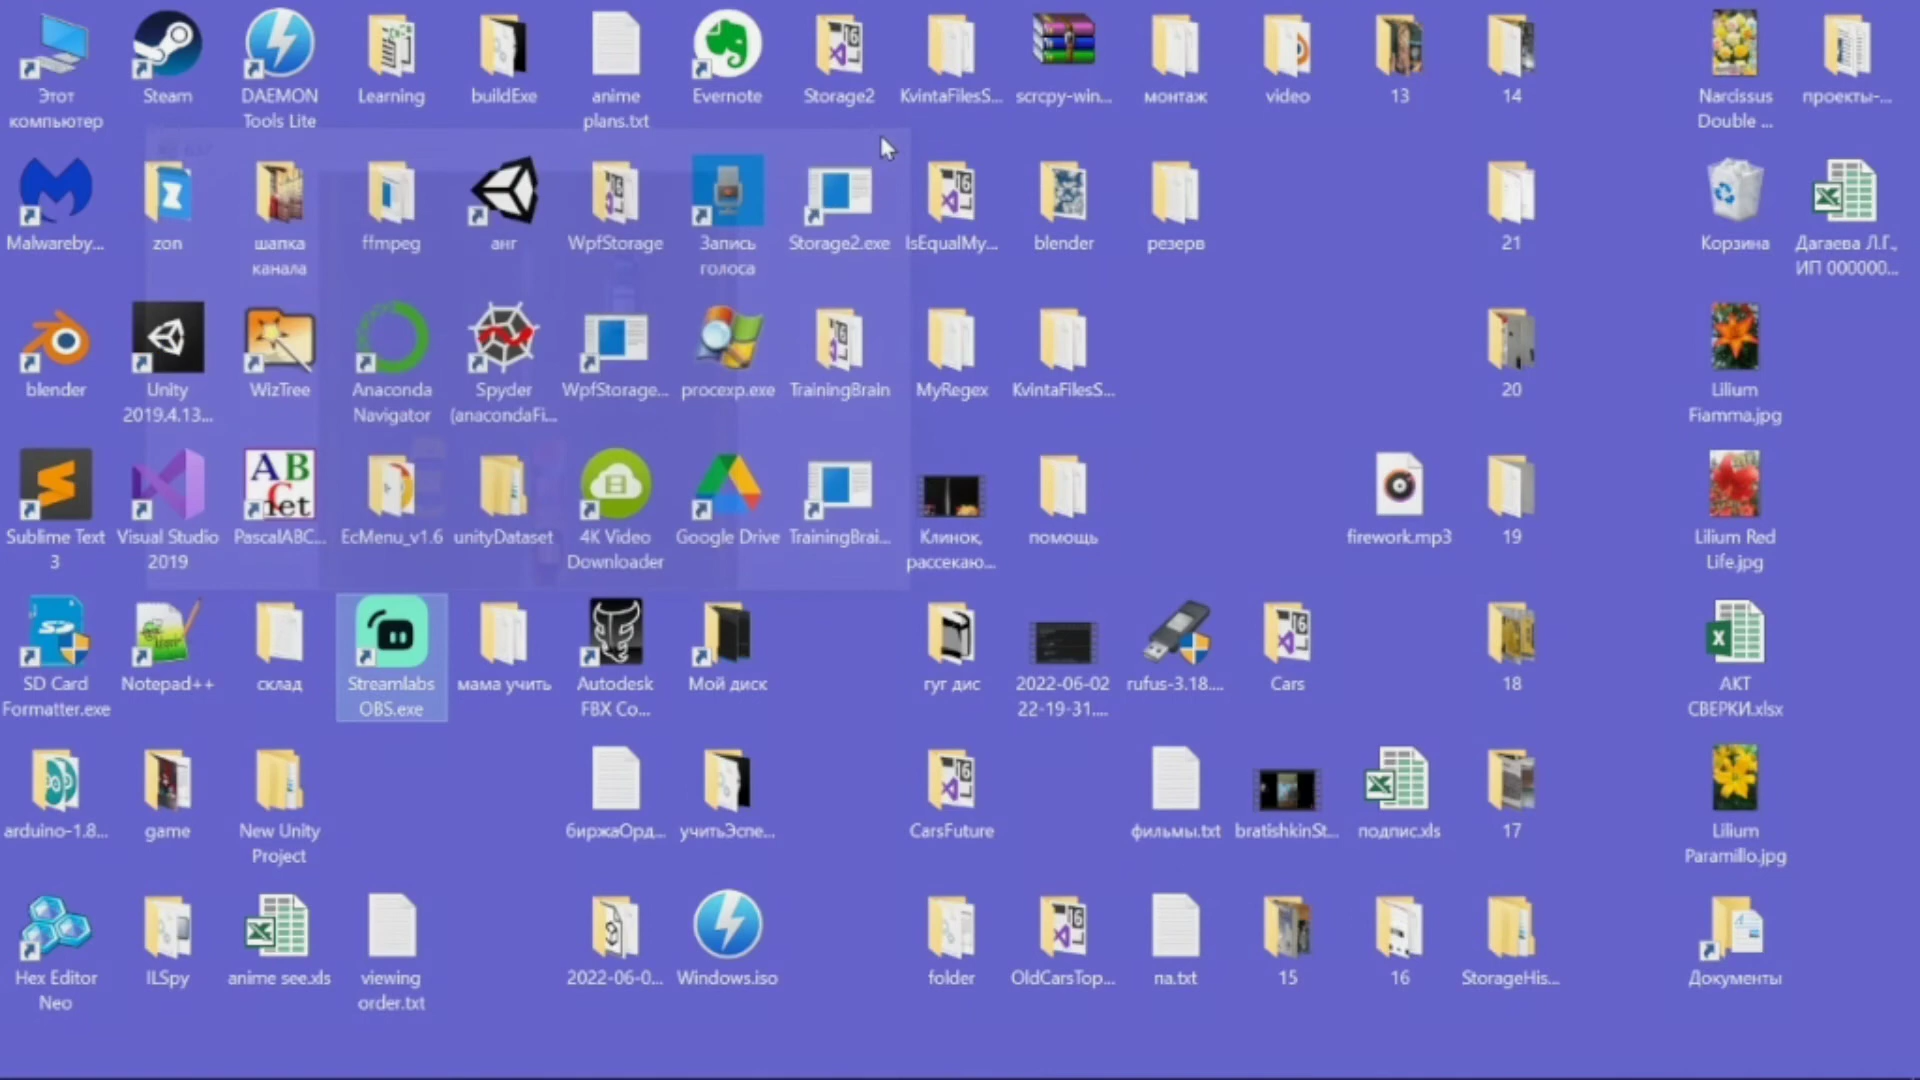 Этот
компьютер
Steam
DAEMON
Tools Lite
Learning
buildExe
anime
plans.txt
Evernote
Storage2
KvintaFilesS...
scrcpy-win...
монтаж
video
13
14
Narcissus
Double ...
проекты-...
Malwareby...
zon
шапка
канала
ffmpeg
анг
WpfStorage
Запись
голоса
Storage2.exe
IsEqualMy...
blender
резерв
21
Корзина
Дагаева Л.Г.,
ИП 000000...
blender
Unity
2019.4.13...
WizTree
Anaconda
Navigator
Spyder
(anacondaFi...
WpfStorage...
procexp.exe
TrainingBrain
MyRegex
KvintaFilesS...
20
Lilium
Fiamma.jpg
Sublime Text
3
Visual Studio
2019
PascalABC...
EcMenu_v1.6
unityDataset
4K Video
Downloader
Google Drive
TrainingBrai...
Клинок,
рассекаю...
помощь
firework.mp3
19
Lilium Red
Life.jpg
SD Card
Formatter.exe
Notepad++
склад
Streamlabs
OBS.exe
мама учить
Autodesk
FBX Co...
Мой диск
гуг дис
2022-06-02
22-19-31....
rufus-3.18....
Cars
18
АКТ
СВЕРКИ.xlsx
arduino-1.8...
game
New Unity
Project
биржаОрд...
учитьЭспе...
CarsFuture
фильмы.txt
bratishkinSt...
подпис.xls
17
Lilium
Paramillo.jpg
Hex Editor
Neo
ILSpy
anime see.xls
viewing
order.txt
2022-06-0...
Windows.iso
folder
OldCarsTop...
na.txt
15
16
StorageHis...
Документы